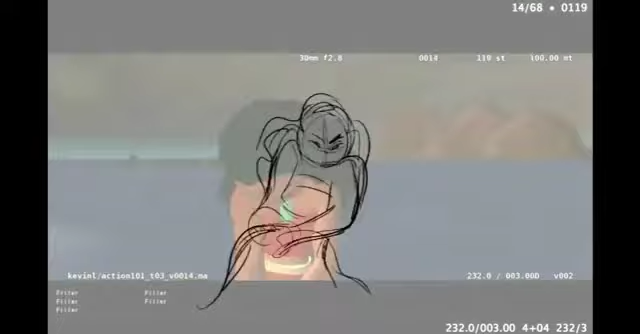 14/68 • 0119
30mm f2.8 0014 119 st 100.00 mt
kevinl/action101_t03_v0014.ma 232.0 / 003.00D v002
Filler Filler
Filler Filler
Filler
232.0/003.00 4+04 232/3